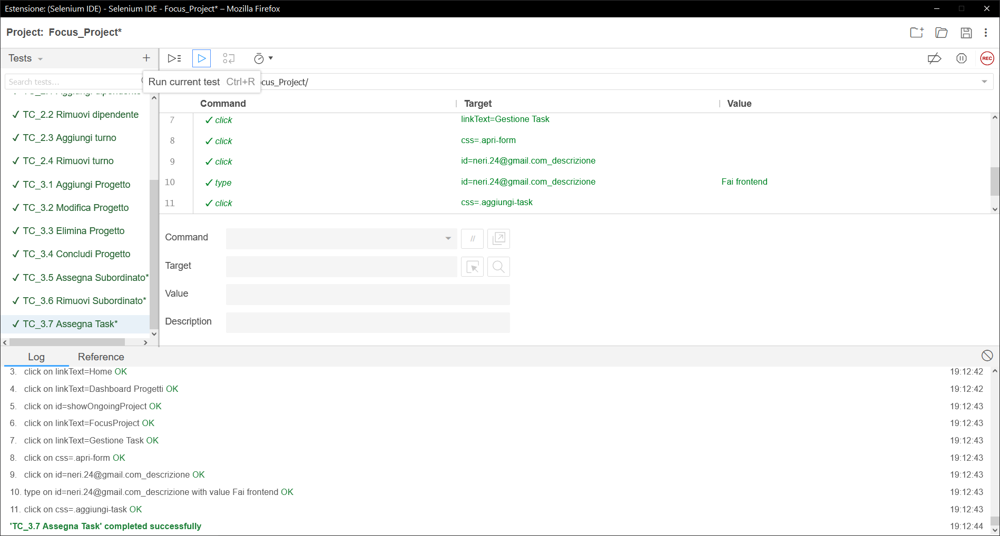 Estensione: (Selenium IDE) - Selenium IDE - Focus_Project* – Mozilla Firefox
Project: Focus_Project*
Tests
REC
Search tests...
Run current test Ctrl+R
ocus_Project/
Command Target Value
TC_2.2 Rimuovi dipendente
TC_2.3 Aggiungi turno
TC_2.4 Rimuovi turno
TC_3.1 Aggiungi Progetto
TC_3.2 Modifica Progetto
TC_3.3 Elimina Progetto
TC_3.4 Concludi Progetto
TC_3.5 Assegna Subordinato*
TC_3.6 Rimuovi Subordinato*
TC_3.7 Assegna Task*
7 ✓ click linkText=Gestione Task
8 ✓ click css=.apri-form
9 ✓ click id=neri.24@gmail.com_descrizione
10 ✓ type id=neri.24@gmail.com_descrizione Fai frontend
11 ✓ click css=.aggiungi-task
Command
//
Target
Value
Description
Log Reference
3. click on linkText=Home OK 19:12:42
4. click on linkText=Dashboard Progetti OK 19:12:42
5. click on id=showOngoingProject OK 19:12:43
6. click on linkText=FocusProject OK 19:12:43
7. click on linkText=Gestione Task OK 19:12:43
8. click on css=.apri-form OK 19:12:43
9. click on id=neri.24@gmail.com_descrizione OK 19:12:43
10. type on id=neri.24@gmail.com_descrizione with value Fai frontend OK 19:12:43
11. click on css=.aggiungi-task OK 19:12:43
'TC_3.7 Assegna Task' completed successfully 19:12:44